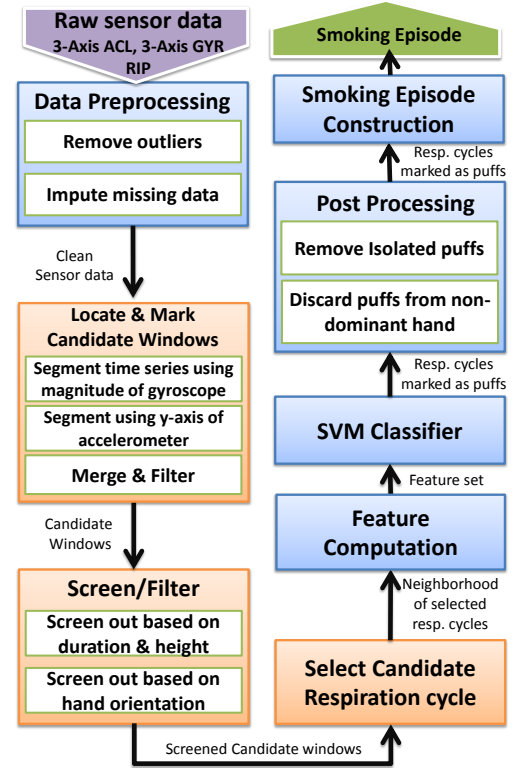 Raw sensor data
3-Axis ACL, 3-Axis GYR
RIP
Data Preprocessing
Remove outliers
Impute missing data
Clean
Sensor data
Locate & Mark
Candidate Windows
Segment time series using
magnitude of gyroscope
Segment using y-axis of
accelerometer
Merge & Filter
Candidate
Windows
Screen/Filter
Screen out based on
duration & height
Screen out based on
hand orientation
Screened Candidate windows
Select Candidate
Respiration cycle
Neighborhood
of selected
resp. cycles
Feature
Computation
Feature set
SVM Classifier
Resp. cycles
marked as puffs
Post Processing
Remove Isolated puffs
Discard puffs from non-
dominant hand
Resp. cycles
marked as puffs
Smoking Episode
Construction
Smoking Episode